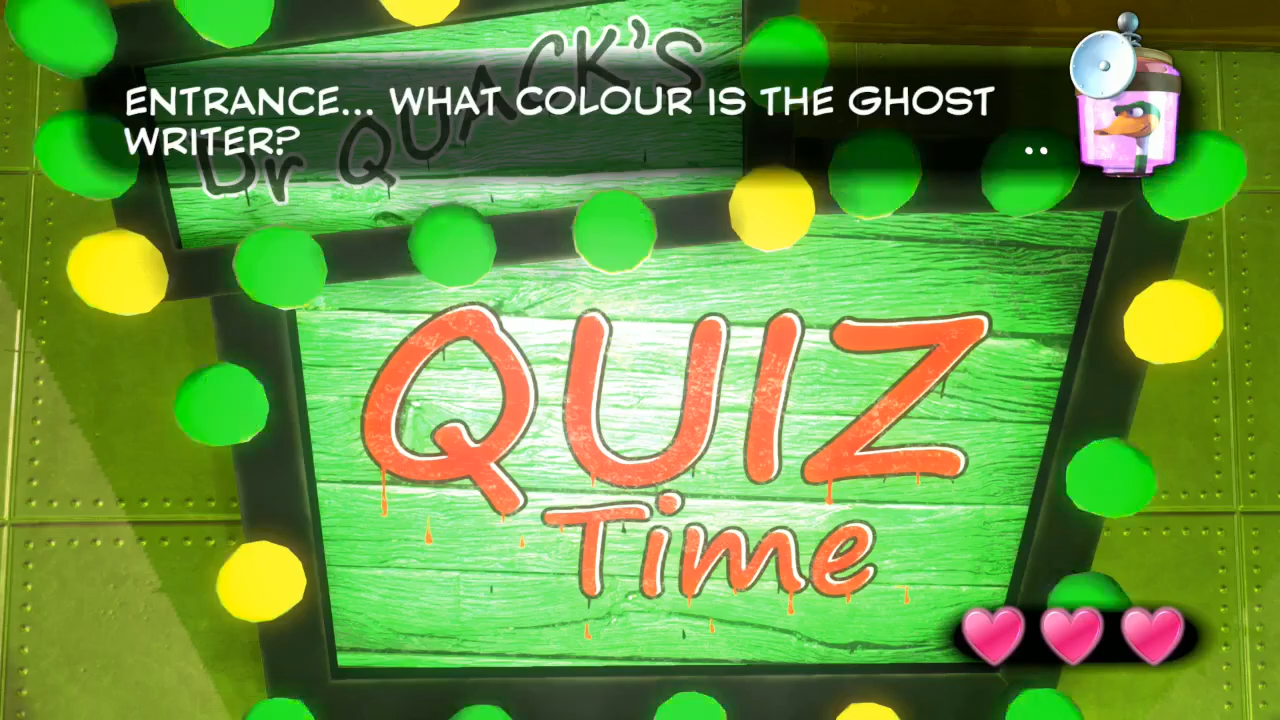 ENTRANCE... WHAT COLOUR IS THE GHOST
WRITER?
Dr QUACK'S
QUIZ
Time